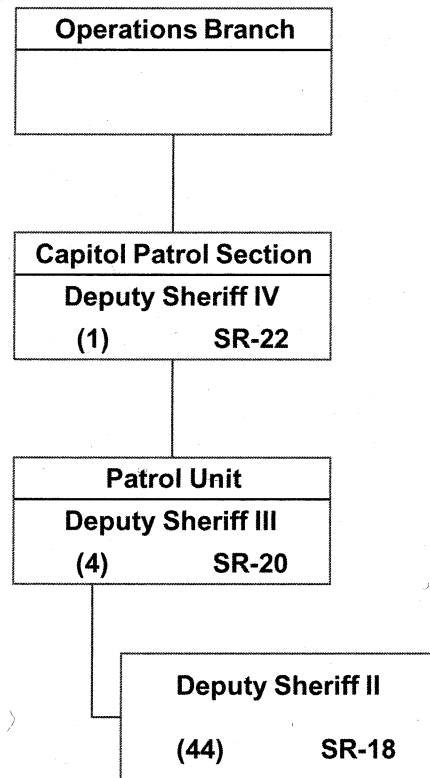 Operations Branch
Capitol Patrol Section
Deputy Sheriff IV
(1) SR-22
Patrol Unit
Deputy Sheriff III
(4) SR-20
Deputy Sheriff II
(44) SR-18